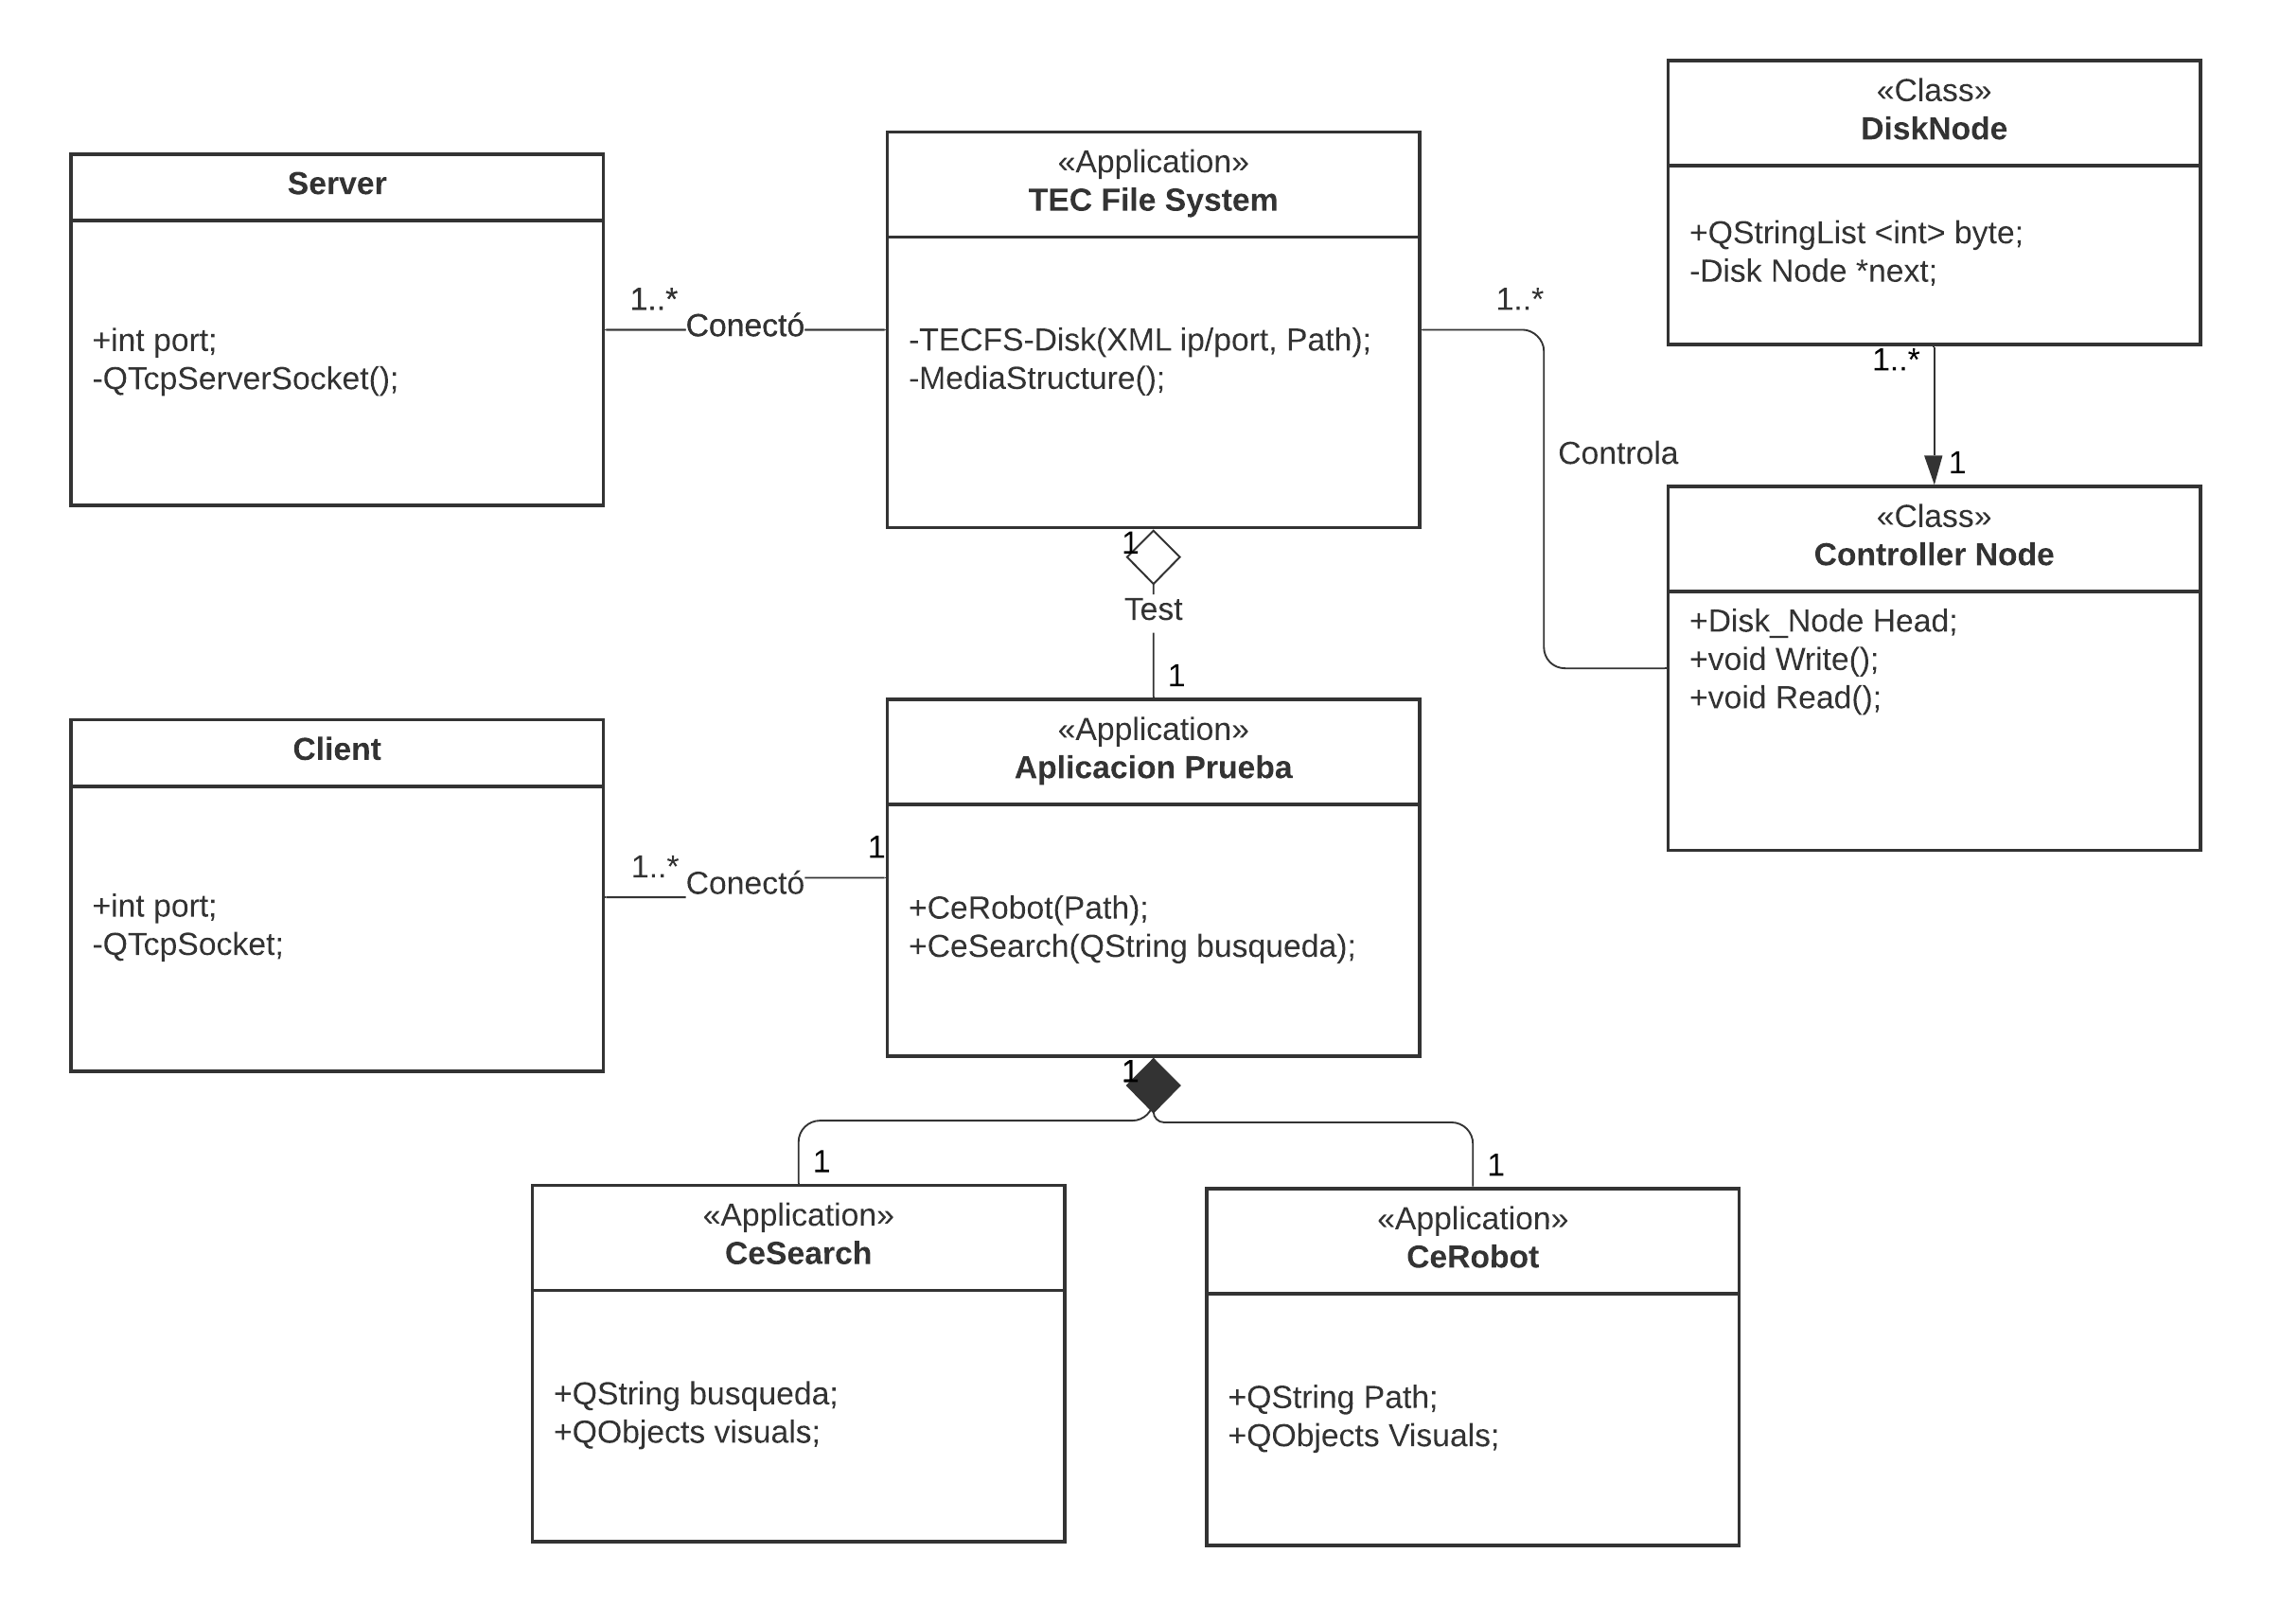 Server
+int port;
-QTcpServerSocket();
1..*
Conectó
«Application»
TEC File System
-TECFS-Disk(XML ip/port, Path);
-MediaStructure();
1..*
Controla
«Class»
DiskNode
+QStringList <int> byte;
-Disk Node *next;
1..*
1
«Class»
Controller Node
+Disk_Node Head;
+void Write();
+void Read();
1
Test
1
Client
+int port;
-QTcpSocket;
1..*
Conectó
1
«Application»
Aplicacion Prueba
+CeRobot(Path);
+CeSearch(QString busqueda);
1
1
«Application»
CeSearch
+QString busqueda;
+QObjects visuals;
1
«Application»
CeRobot
+QString Path;
+QObjects Visuals;